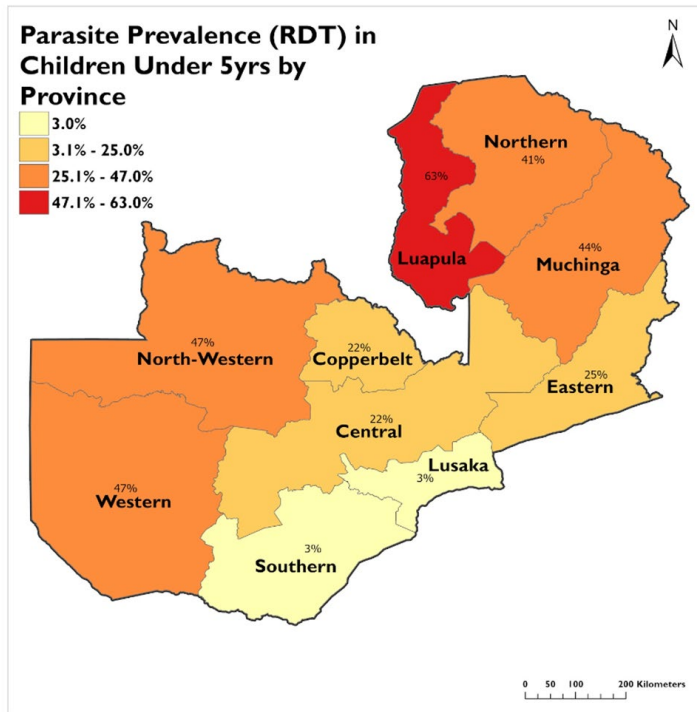 Parasite Prevalence (RDT) in
Children Under 5yrs by
Province
3.0%
3.1% - 25.0%
25.1% - 47.0%
47.1% - 63.0%
N
Northern
41%
63%
Luapula
44%
Muchinga
47%
North-Western
22%
Copperbelt
25%
Eastern
22%
Central
Lusaka
3%
47%
Western
3%
Southern
0 50 100 200 Kilometers